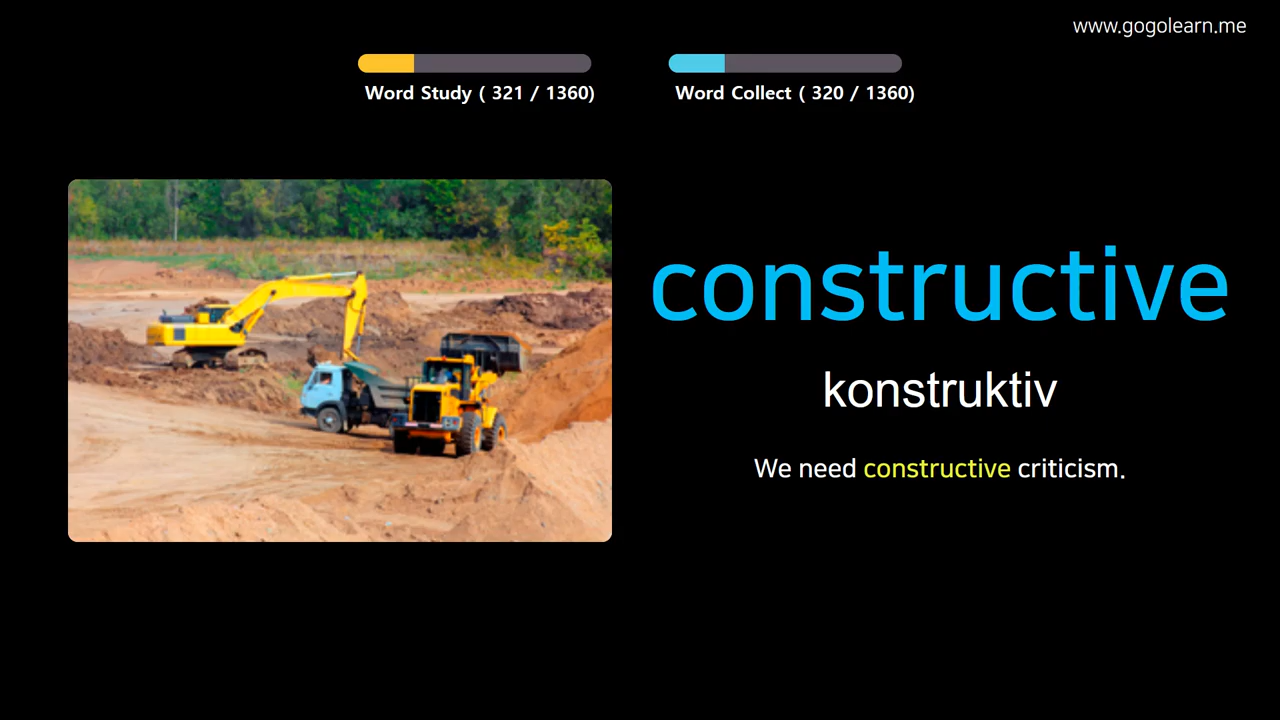 www.gogolearn.me
Word Study ( 321 / 1360)
Word Collect ( 320 / 1360)
constructive
konstruktiv
We need constructive criticism.